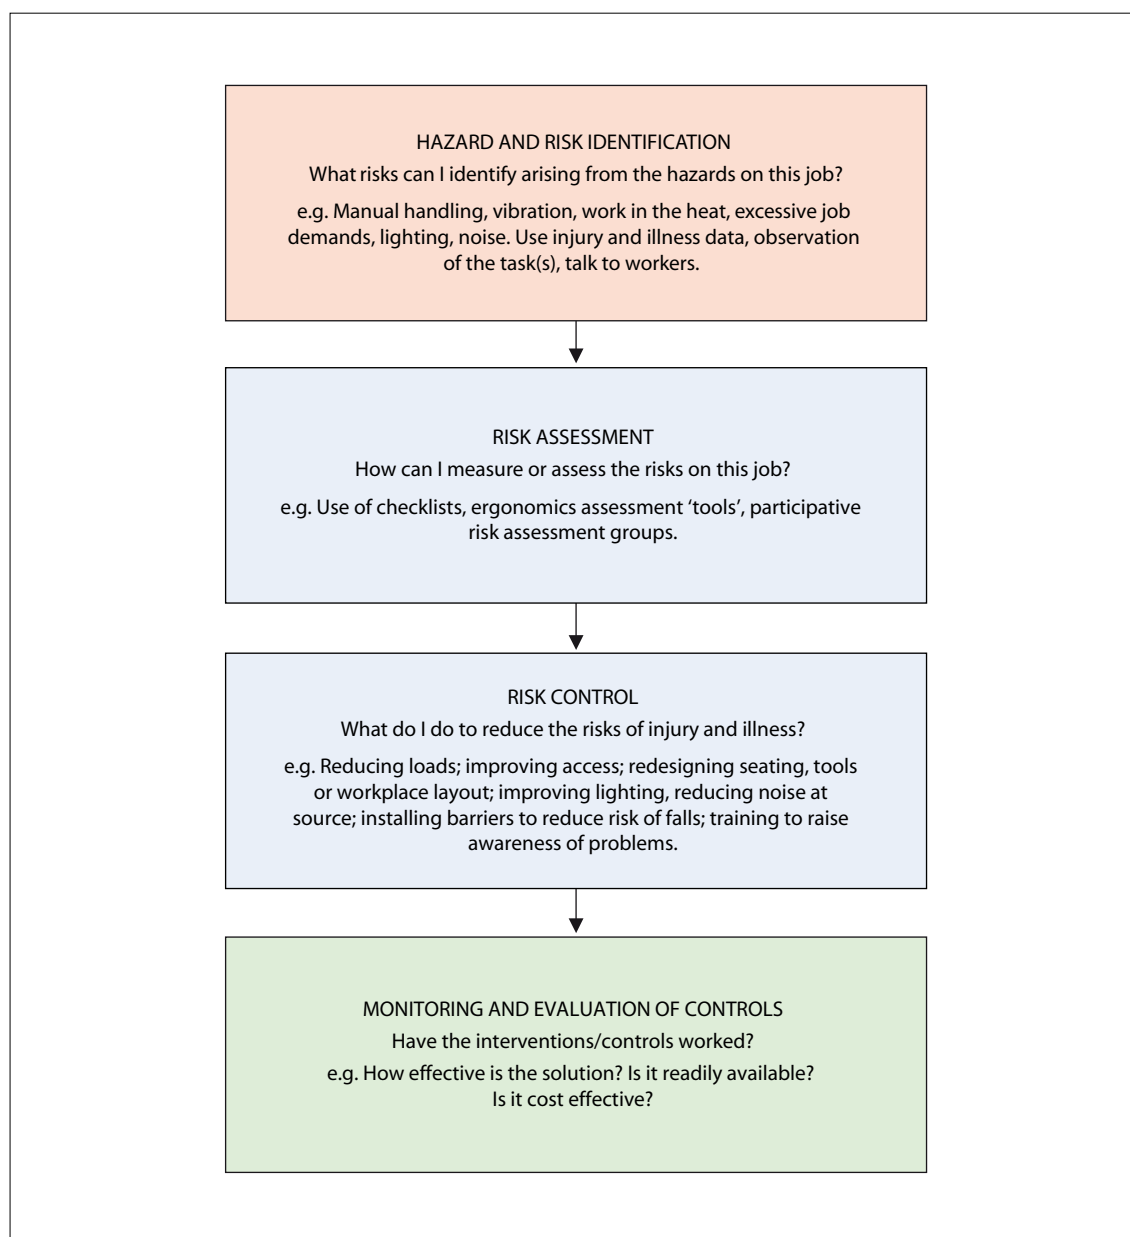 HAZARD AND RISK IDENTIFICATION
What risks can I identify arising from the hazards on this job?
e.g. Manual handling, vibration, work in the heat, excessive job
demands, lighting, noise. Use injury and illness data, observation
of the task(s), talk to workers.
RISK ASSESSMENT
How can I measure or assess the risks on this job?
e.g. Use of checklists, ergonomics assessment ‘tools’, participative
risk assessment groups.
RISK CONTROL
What do I do to reduce the risks of injury and illness?
e.g. Reducing loads; improving access; redesigning seating, tools
or workplace layout; improving lighting, reducing noise at
source; installing barriers to reduce risk of falls; training to raise
awareness of problems.
MONITORING AND EVALUATION OF CONTROLS
Have the interventions/controls worked?
e.g. How effective is the solution? Is it readily available?
Is it cost effective?